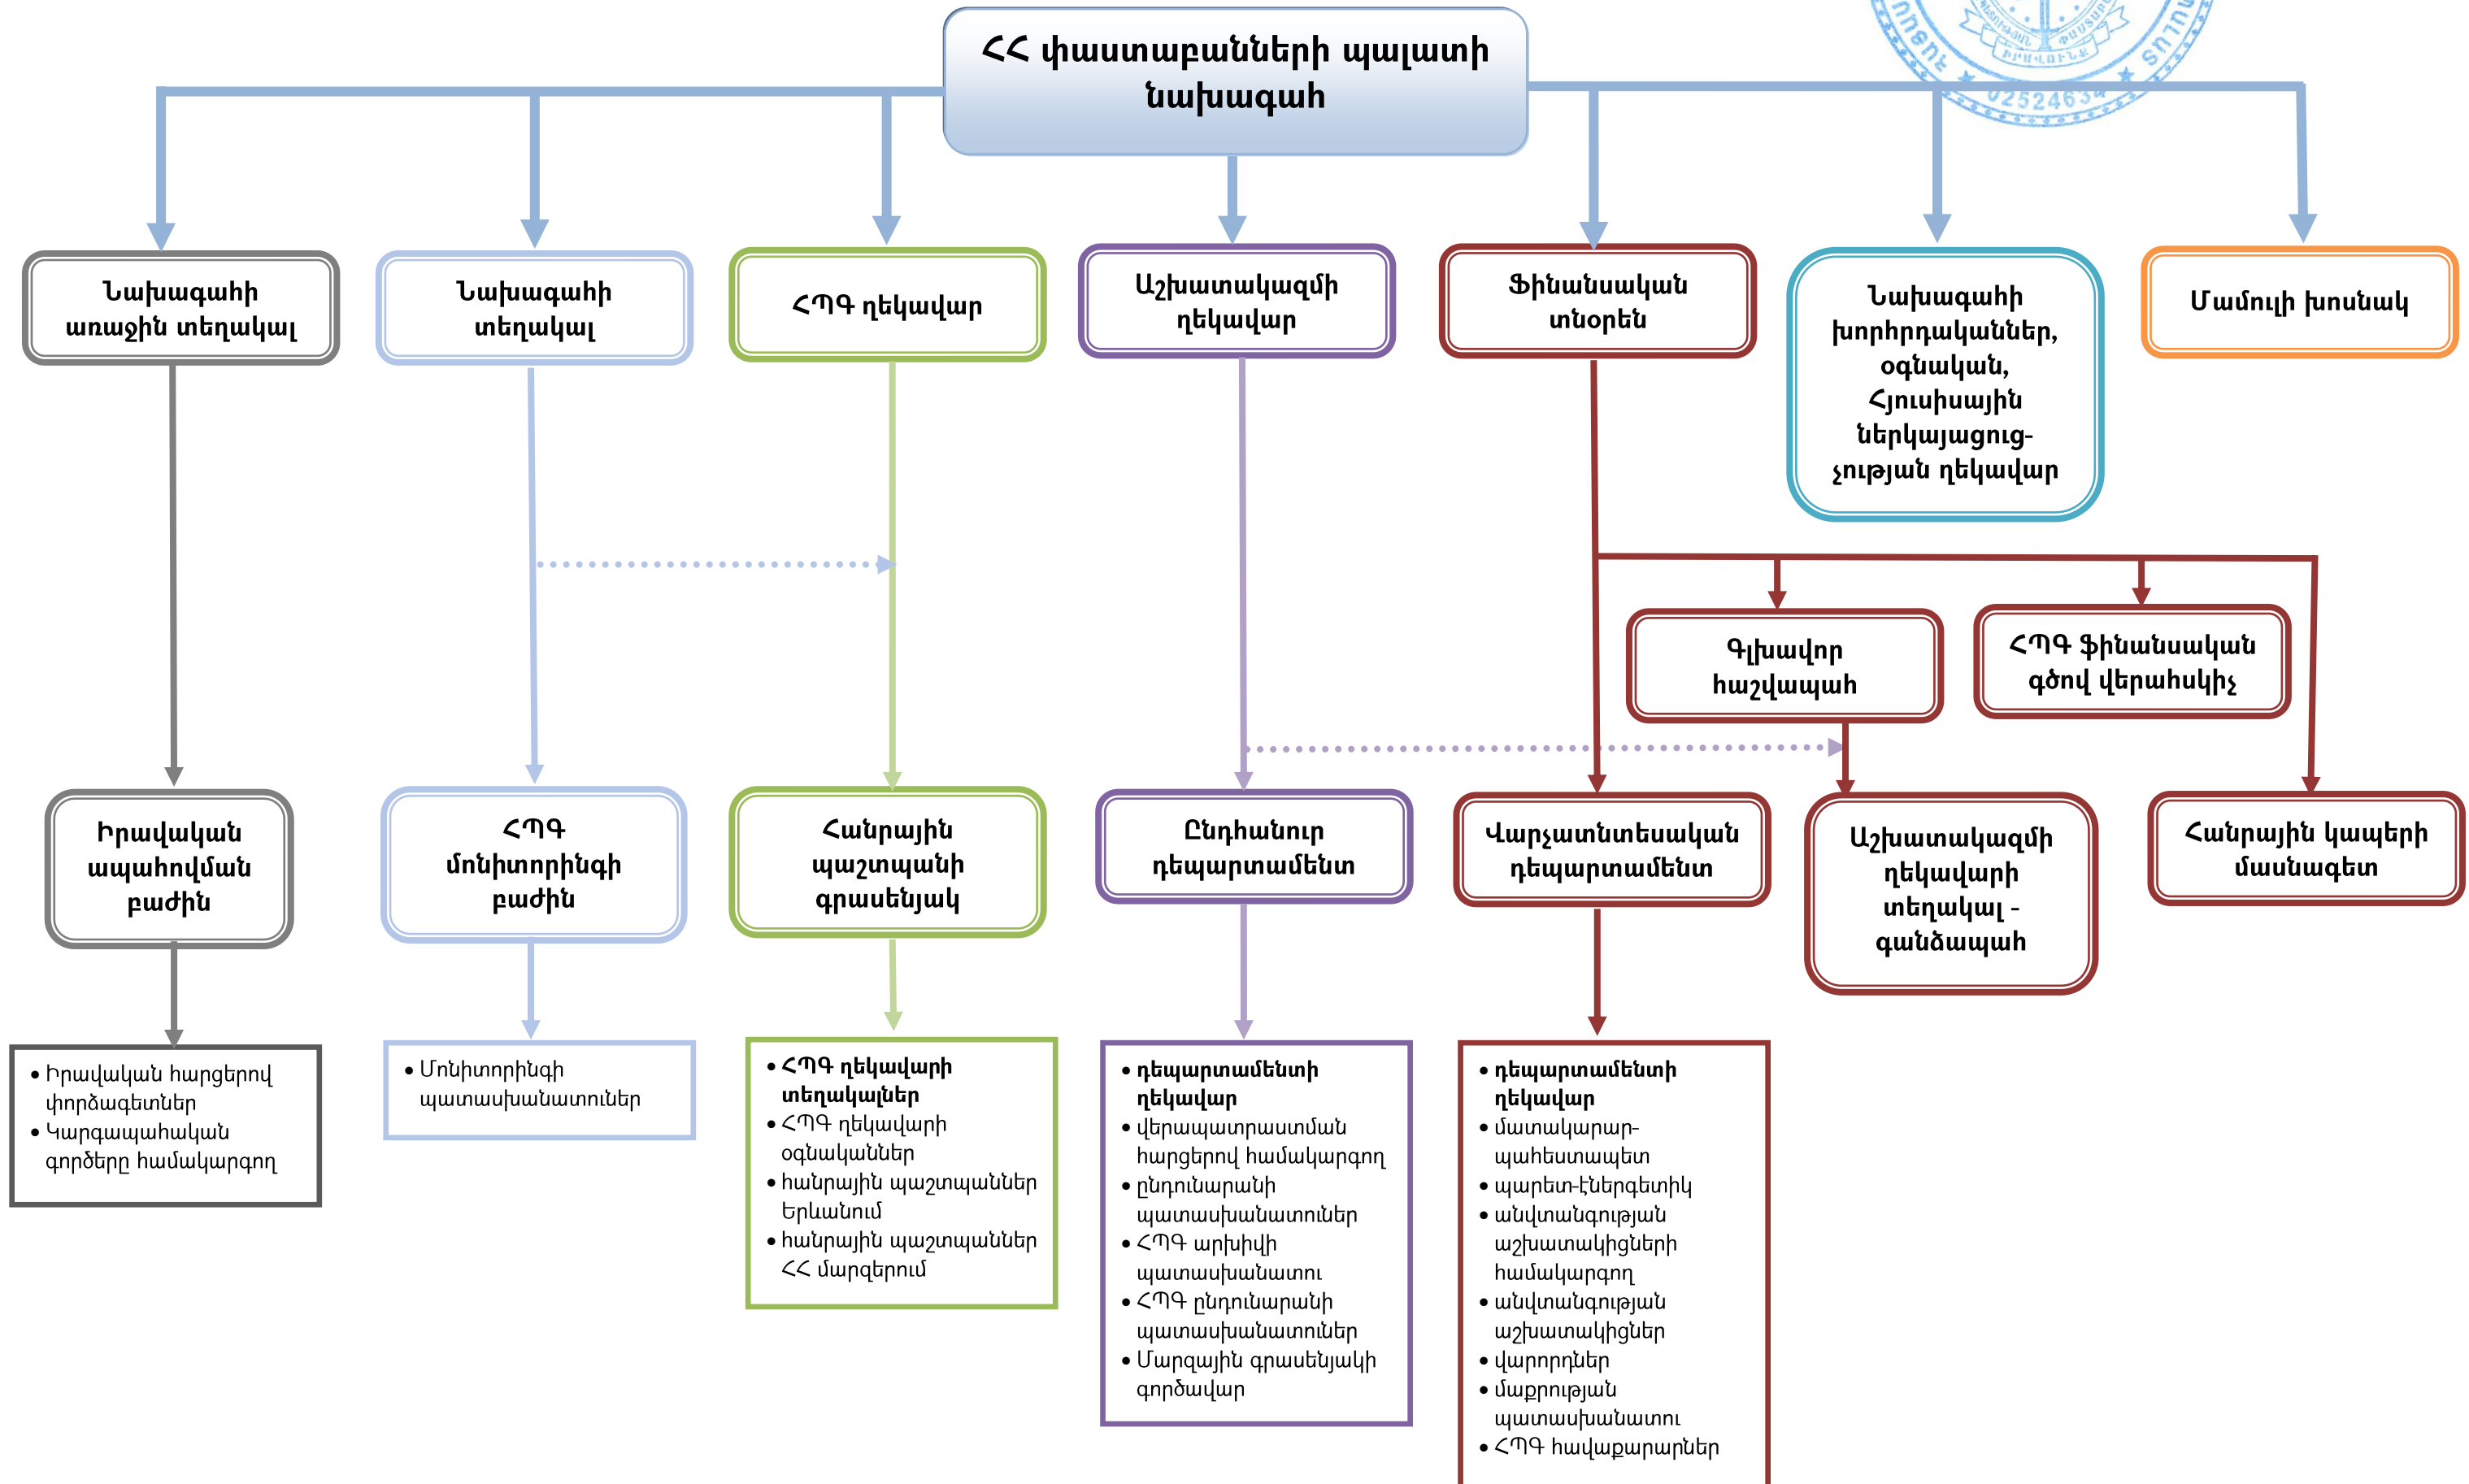 ՀՀ փաստաբանների պալատի
նախագահ
ԻՐԱՎՈՒՆՔ
Նախագահի
առաջին տեղակալ
Նախագահի
տեղակալ
ՀՊԳ ղեկավար
Աշխատակազմի
ղեկավար
Ֆինանսական
տնօրեն
Նախագահի
խորհրդականներ,
օգնական,
Հյուսիսային
ներկայացուց-
չության ղեկավար
Մամուլի խոսնակ
Գլխավոր
հաշվապահ
ՀՊԳ ֆինանսական
գծով վերահսկիչ
Իրավական
ապահովման
բաժին
ՀՊԳ
մոնիտորինգի
բաժին
Հանրային
պաշտպանի
գրասենյակ
Ընդհանուր
դեպարտամենտ
Վարչատնտեսական
դեպարտամենտ
Աշխատակազմի
ղեկավարի
տեղակալ -
գանձապահ
Հանրային կապերի
մասնագետ
• Իրավական հարցերով
փորձագետներ
• Կարգապահական
գործերը համակարգող
• Մոնիտորինգի
պատասխանատուներ
• ՀՊԳ ղեկավարի
տեղակալներ
• ՀՊԳ ղեկավարի
օգնականներ
• հանրային պաշտպաններ
Երևանում
• հանրային պաշտպաններ
ՀՀ մարզերում
• դեպարտամենտի
ղեկավար
• վերապատրաստման
հարցերով համակարգող
• ընդունարանի
պատասխանատուներ
• ՀՊԳ արխիվի
պատասխանատու
• ՀՊԳ ընդունարանի
պատասխանատուներ
• Մարզային գրասենյակի
գործավար
• դեպարտամենտի
ղեկավար
• մատակարար-
պահեստապետ
• պարետ-էներգետիկ
• անվտանգության
աշխատակիցների
համակարգող
• անվտանգության
աշխատակիցներ
• վարորդներ
• մաքրության
պատասխանատու
• ՀՊԳ հավաքարարներ